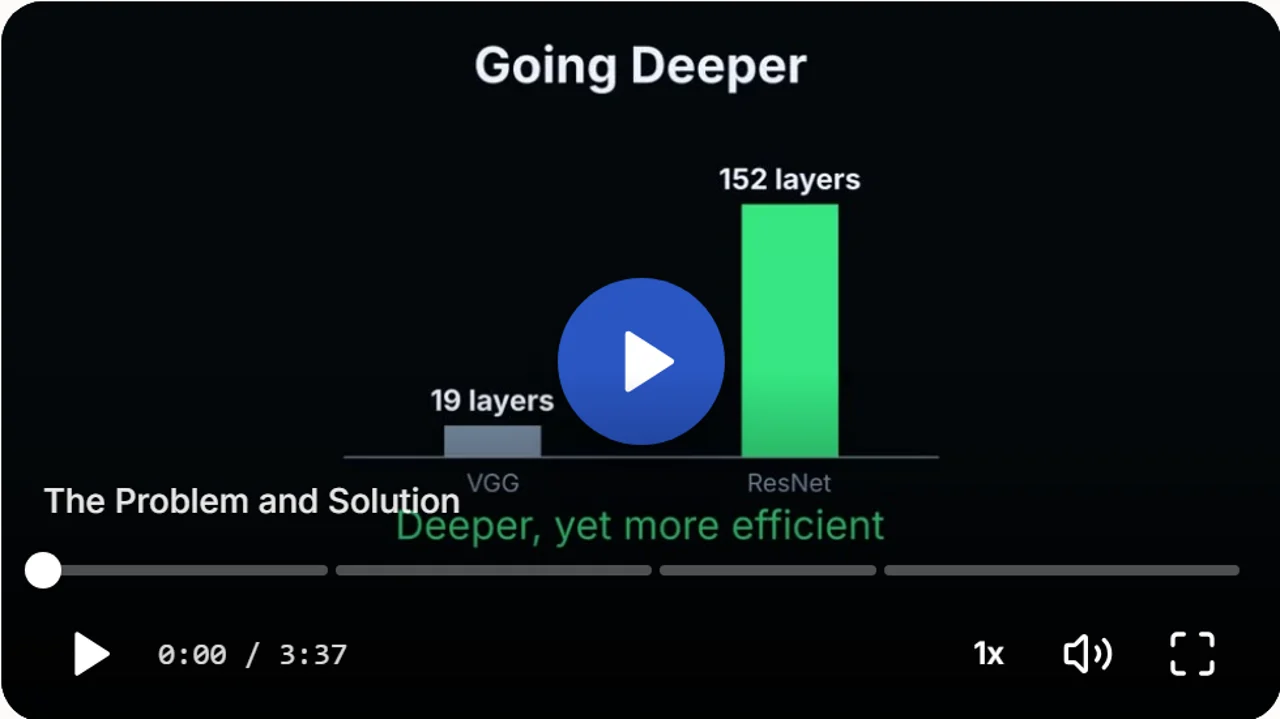 Going Deeper
152 layers
19 layers
VGG
ResNet
The Problem and Solution
Deeper, yet more efficient
0:00 / 3:37
1x